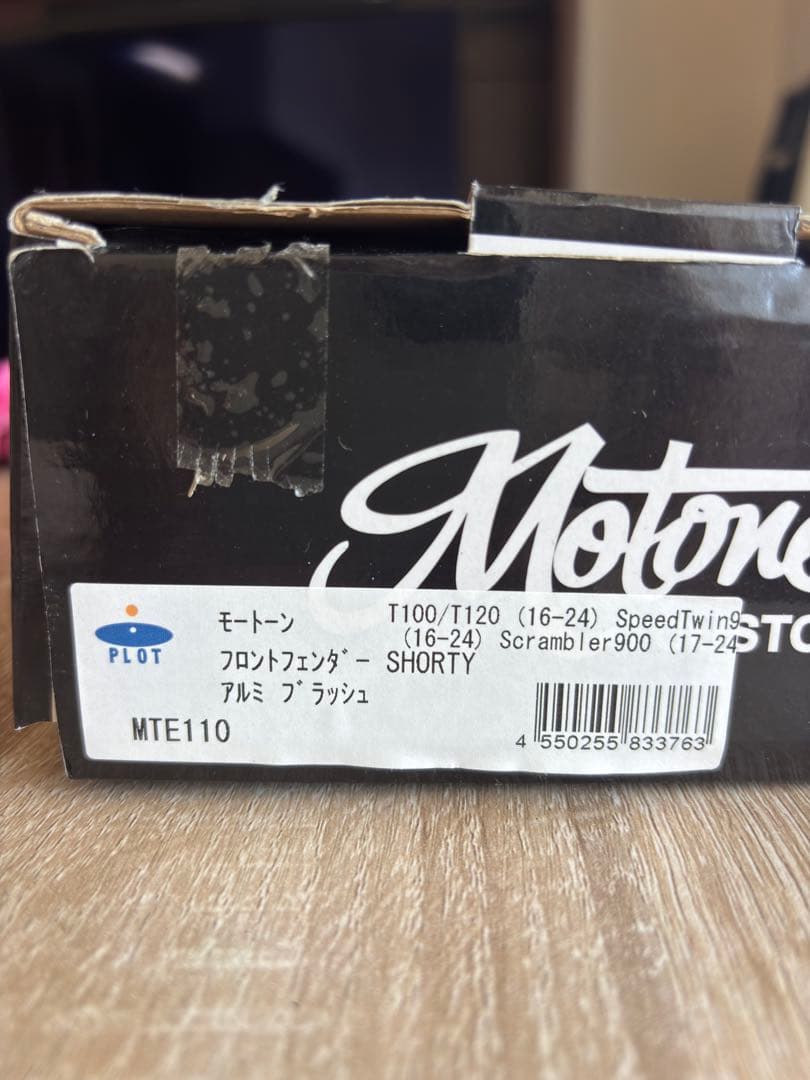 Motone
STO
PLOT
モートーン T100/T120 (16-24) SpeedTwin9
(16-24) Scrambler900 (17-24
フロントフェンダー SHORTY
アルミ ブラッシュ
MTE110
4 550255 833763